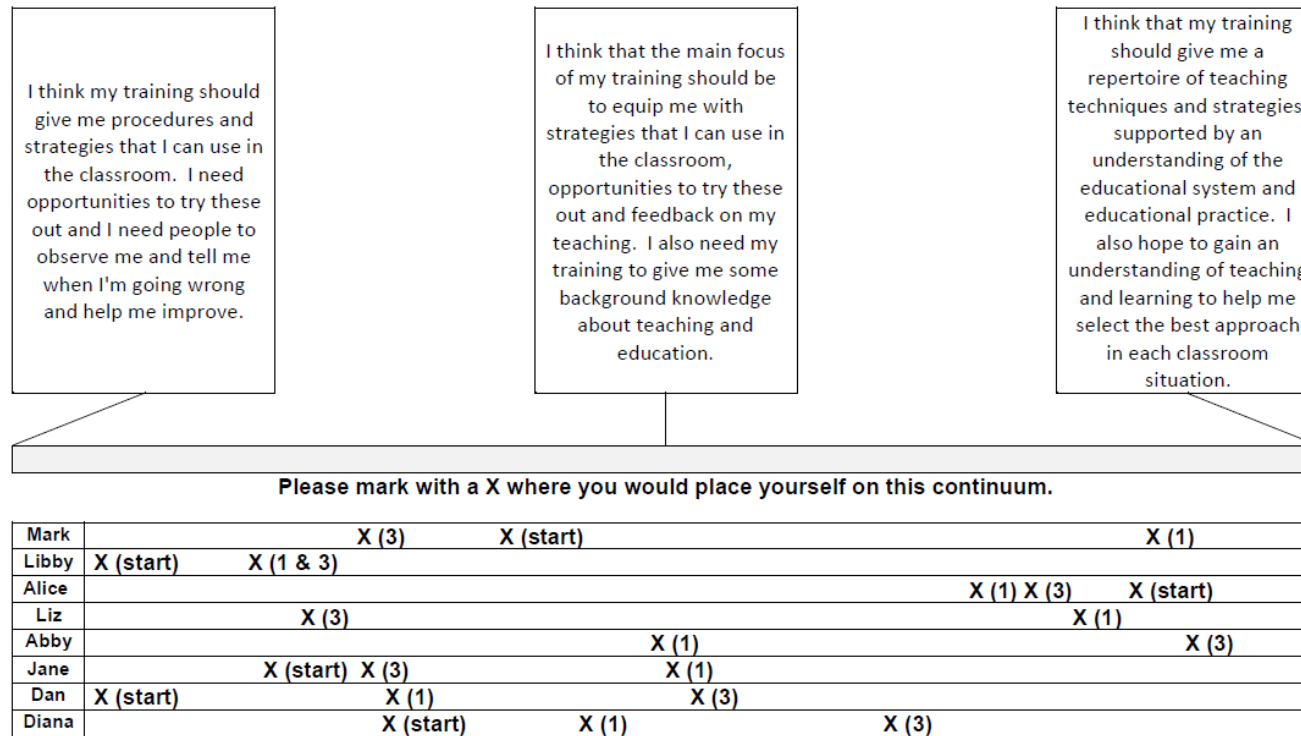 I think my training should
give me procedures and
strategies that I can use in
the classroom.  I need
opportunities to try these
out and I need people to
observe me and tell me
when I'm going wrong
and help me improve.
I think that the main focus
of my training should be
to equip me with
strategies that I can use in
the classroom,
opportunities to try these
out and feedback on my
teaching.  I also need my
training to give me some
background knowledge
about teaching and
education.
I think that my training
should give me a
repertoire of teaching
techniques and strategies
supported by an
understanding of the
educational system and
educational practice.  I
also hope to gain an
understanding of teaching
and learning to help me
select the best approach
in each classroom
situation.
Please mark with a X where you would place yourself on this continuum.
Mark X (3) X (start) X (1)
Libby X (start) X (1 & 3)
Alice X (1) X (3) X (start)
Liz X (3) X (1)
Abby X (1) X (3)
Jane X (start) X (3) X (1)
Dan X (start) X (1) X (3)
Diana X (start) X (1) X (3)